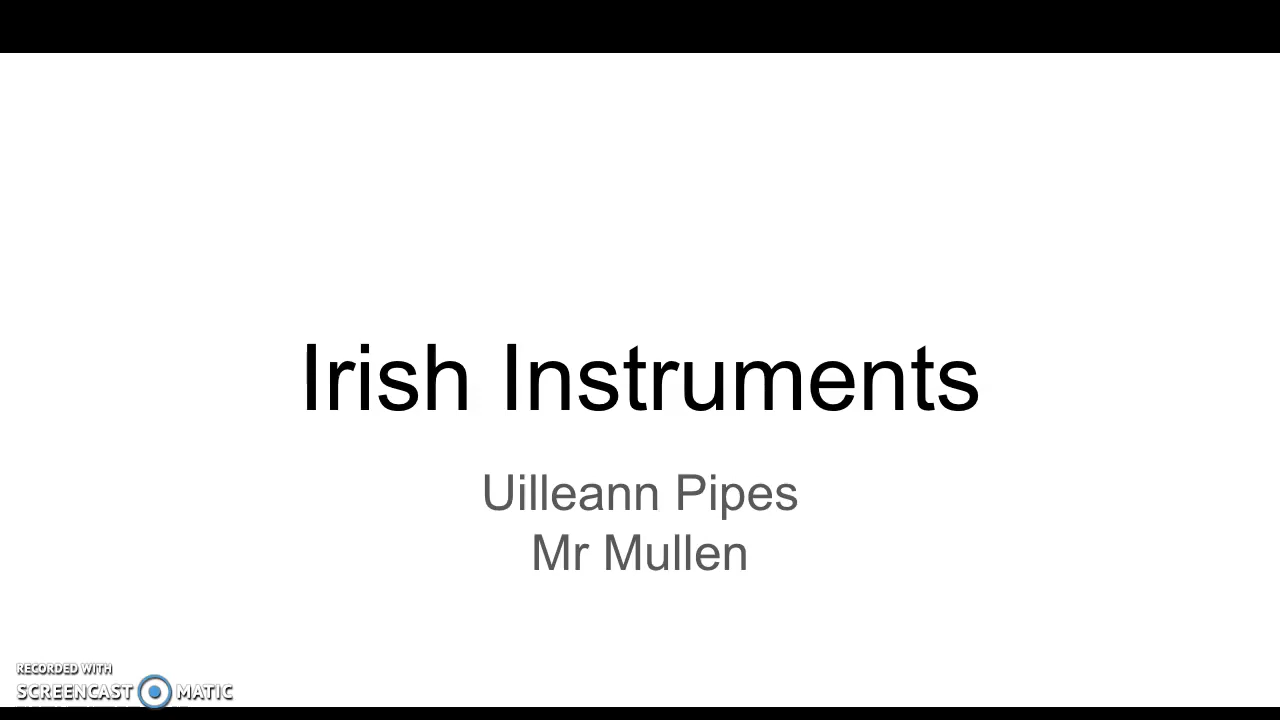 Irish Instruments
Uilleann Pipes
Mr Mullen
RECORDED WITH
SCREENCAST MATIC